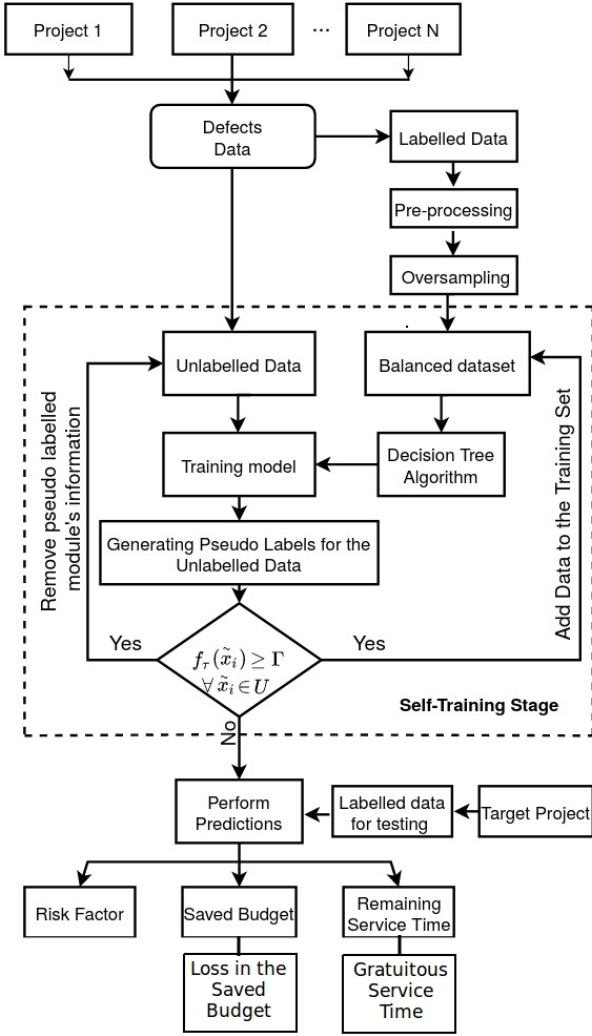 Project 1
Project 2
...
Project N
Defects
Data
Labelled Data
Pre-processing
Oversampling
Unlabelled Data
Balanced dataset
Training model
Decision Tree
Algorithm
Generating Pseudo Labels for the
Unlabelled Data
Remove pseudo labelled
module's information
Add Data to the Training Set
Yes
Yes
f_τ(x̃_i) ≥ Γ
∀ x̃_i ∈ U
Self-Training Stage
No
Perform
Predictions
Labelled data
for testing
Target Project
Risk Factor
Saved Budget
Remaining
Service Time
Loss in the
Saved
Budget
Gratuitous
Service
Time